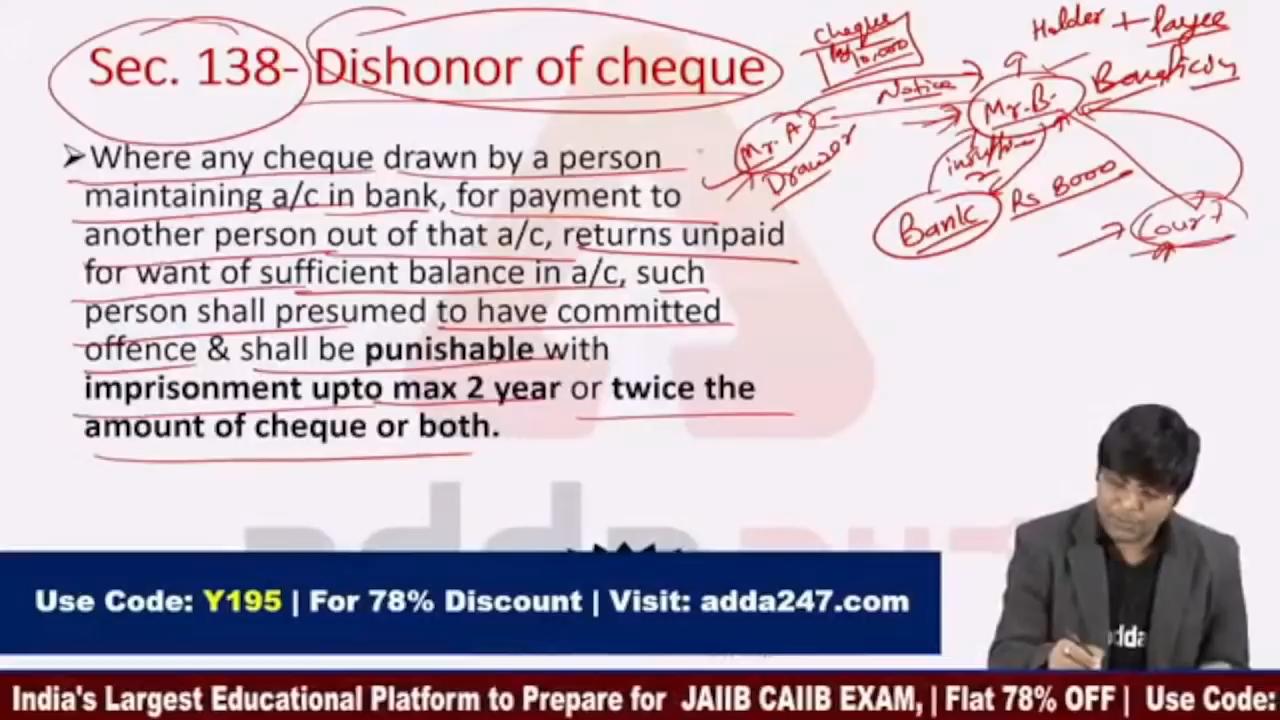 Sec. 138- Dishonor of cheque
➤Where any cheque drawn by a person
maintaining a/c in bank, for payment to
another person out of that a/c, returns unpaid
for want of sufficient balance in a/c, such
person shall presumed to have committed
offence & shall be punishable with
imprisonment upto max 2 year or twice the
amount of cheque or both.
Cheque
10,000
Holder + Payee
Notice
Mr. B.
Mr. A
Drawer
Bank
Rs 8000
Court
adda
dda
Use Code: Y195 | For 78% Discount | Visit: adda247.com
India's Largest Educational Platform to Prepare for JAIIB CAIIB EXAM, | Flat 78% OFF | Use Code: